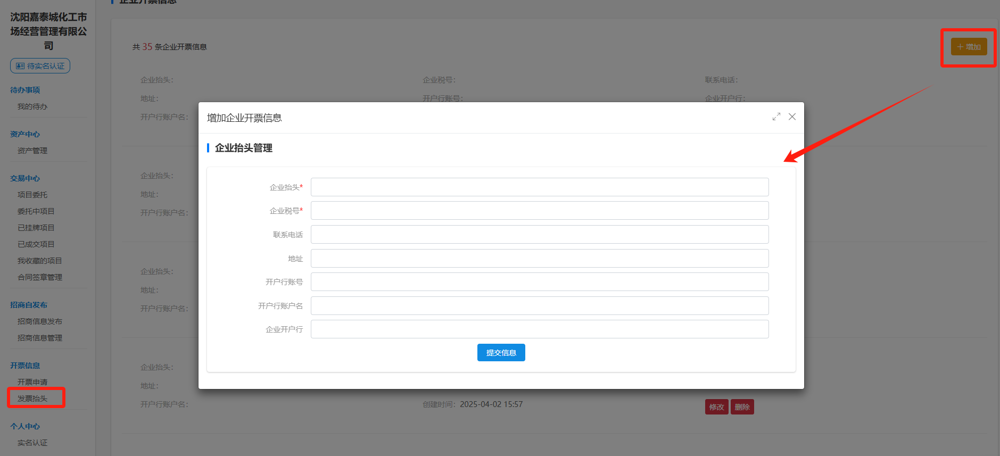 企业开票信息
沈阳嘉泰城化工市
场经营管理有限公
司
待实名认证
待办事项
我的待办
资产中心
资产管理
交易中心
项目委托
委托中项目
已挂牌项目
已成交项目
我收藏的项目
合同签章管理
招商自发布
招商信息发布
招商信息管理
开票信息
开票申请
发票抬头
个人中心
实名认证
共 35 条企业开票信息
增加
企业抬头： 企业税号： 联系电话：
地址： 开户行账号： 企业开户行：
开户行账户名：
企业抬头：
地址：
开户行账户名：
企业抬头：
地址：
开户行账户名：
企业抬头：
地址：
开户行账户名： 创建时间：2025-04-02 15:57 修改 删除
增加企业开票信息
企业抬头管理
企业抬头*
企业税号*
联系电话
地址
开户行账号
开户行账户名
企业开户行
提交信息